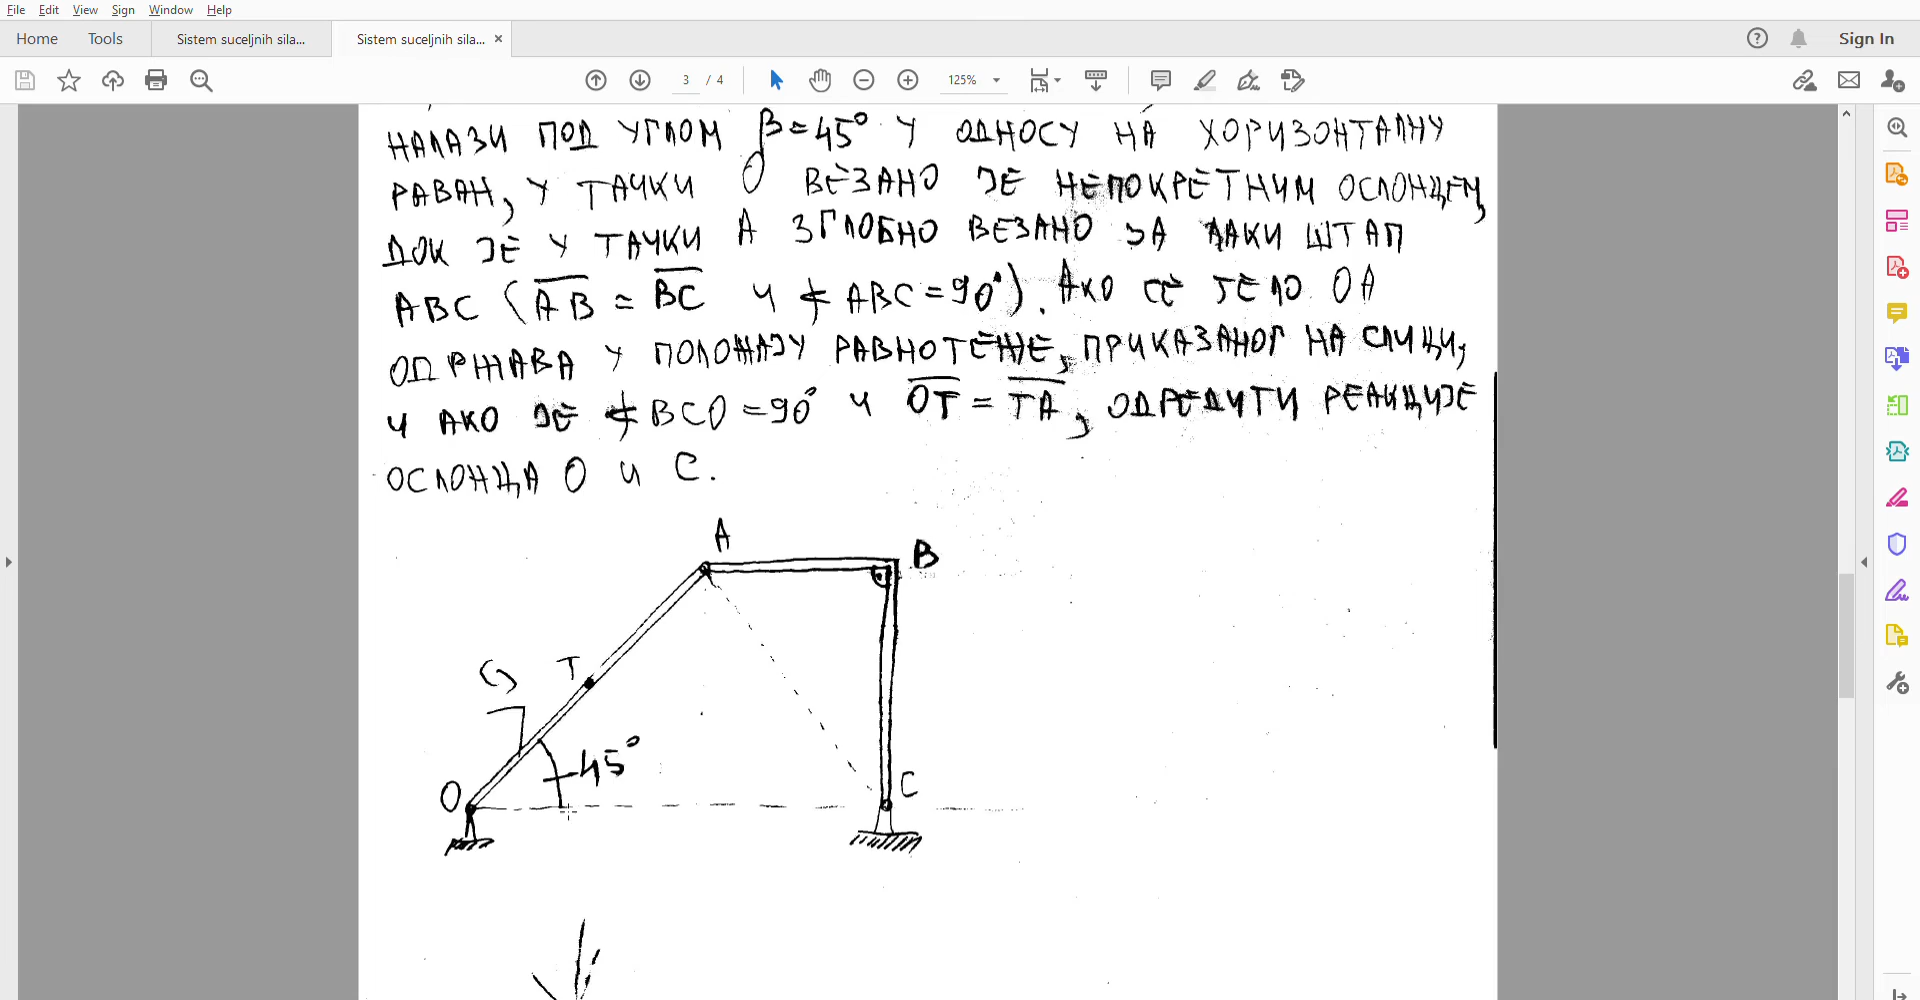 File Edit View Sign Window Help
Home Tools Sistem suceljnih sila... Sistem suceljnih sila... × Sign In
3 / 4 125%
НАЛАЗИ ПОД УГЛОМ β=45° У ОДНОСУ НА ХОРИЗОНТАЛНУ
РАВАН, У ТАЧКИ О ВЕЗАНО ЈЕ НЕПОКРЕТНИМ ОСЛОНЦЕМ,
ДОК ЈЕ У ТАЧКИ А ЗГЛОБНО ВЕЗАНО ЗА ЛАКИ ШТАП
АВС (AB = BC И ∢ ABC = 90°). АКО СЕ ТЕЛО ОА
ОДРЖАВА У ПОЛОЖАЈУ РАВНОТЕЖЕ, ПРИКАЗАНОГ НА СЛИЦИ,
И АКО ЈЕ ∢ BCO = 90° И OT = TA, ОДРЕДИТИ РЕАКЦИЈЕ
ОСЛОНЦА О И С.
A
B
T
G
45°
O
C